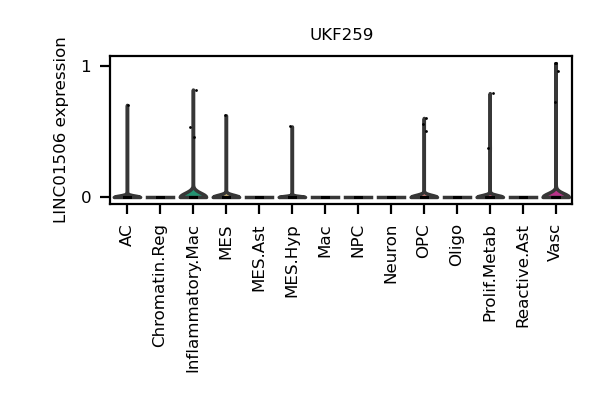 UKF259
LINC01506 expression
1
0
AC
Chromatin.Reg
Inflammatory.Mac
MES
MES.Ast
MES.Hyp
Mac
NPC
Neuron
OPC
Oligo
Prolif.Metab
Reactive.Ast
Vasc